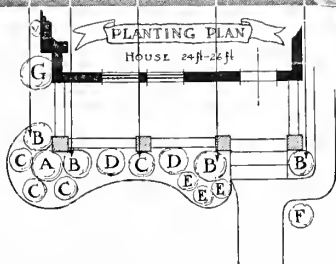 PLANTING PLAN
HOUSE 24ft-26ft
G
B
C A B D C D B B
C C E E E
F